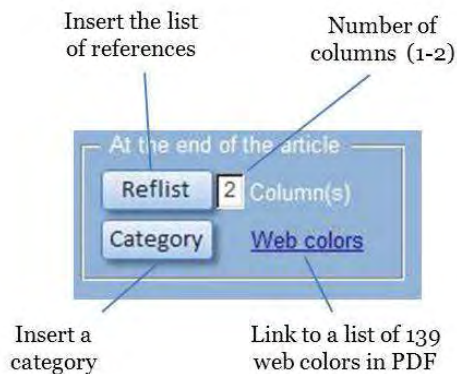 Insert the list
of references
Number of
columns (1-2)
At the end of the article
Reflist 2 Column(s)
Category Web colors
Insert a
category
Link to a list of 139
web colors in PDF